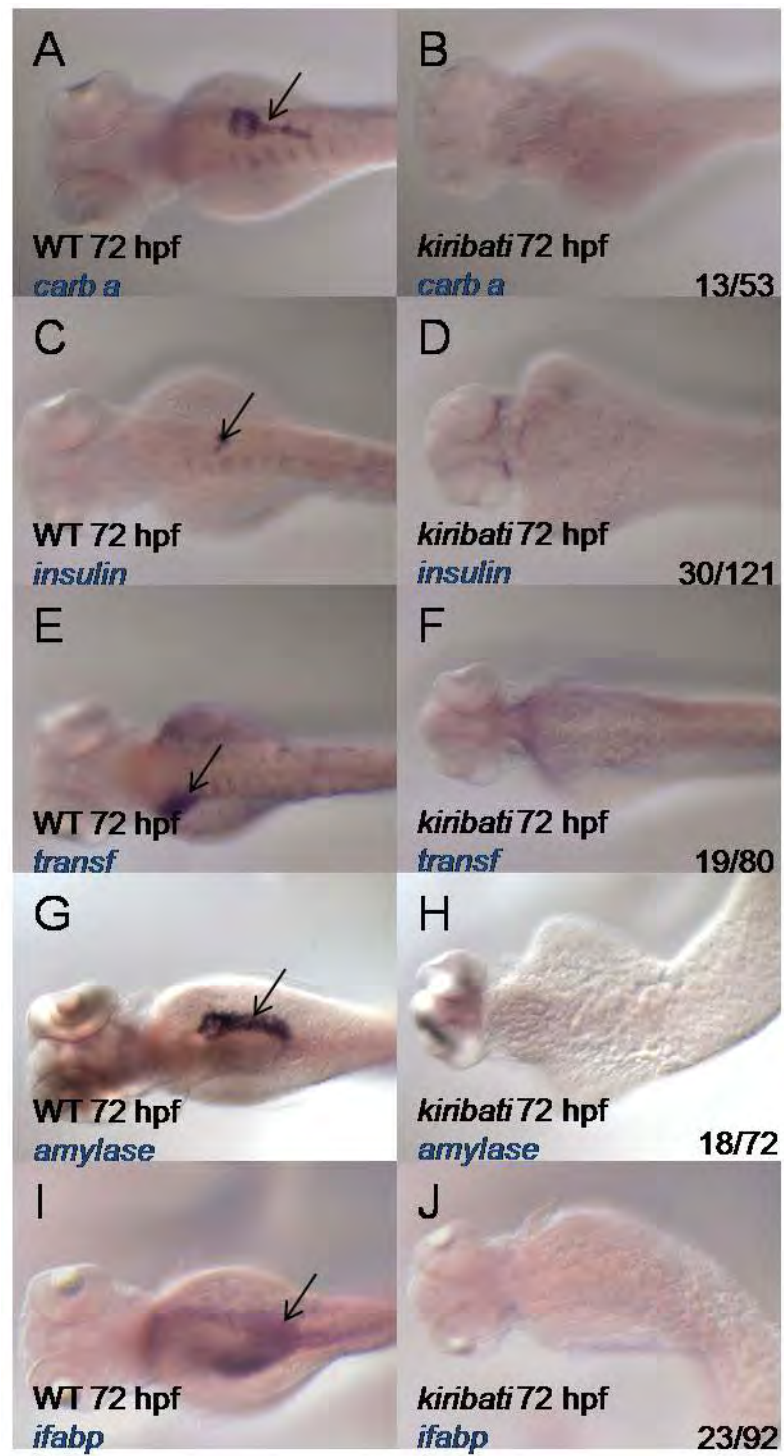 A
WT 72 hpf
carb a
B
kiribati 72 hpf
carb a
13/53
C
WT 72 hpf
insulin
D
kiribati 72 hpf
insulin
30/121
E
WT 72 hpf
transf
F
kiribati 72 hpf
transf
19/80
G
WT 72 hpf
amylase
H
kiribati 72 hpf
amylase
18/72
I
WT 72 hpf
ifabp
J
kiribati 72 hpf
ifabp
23/92